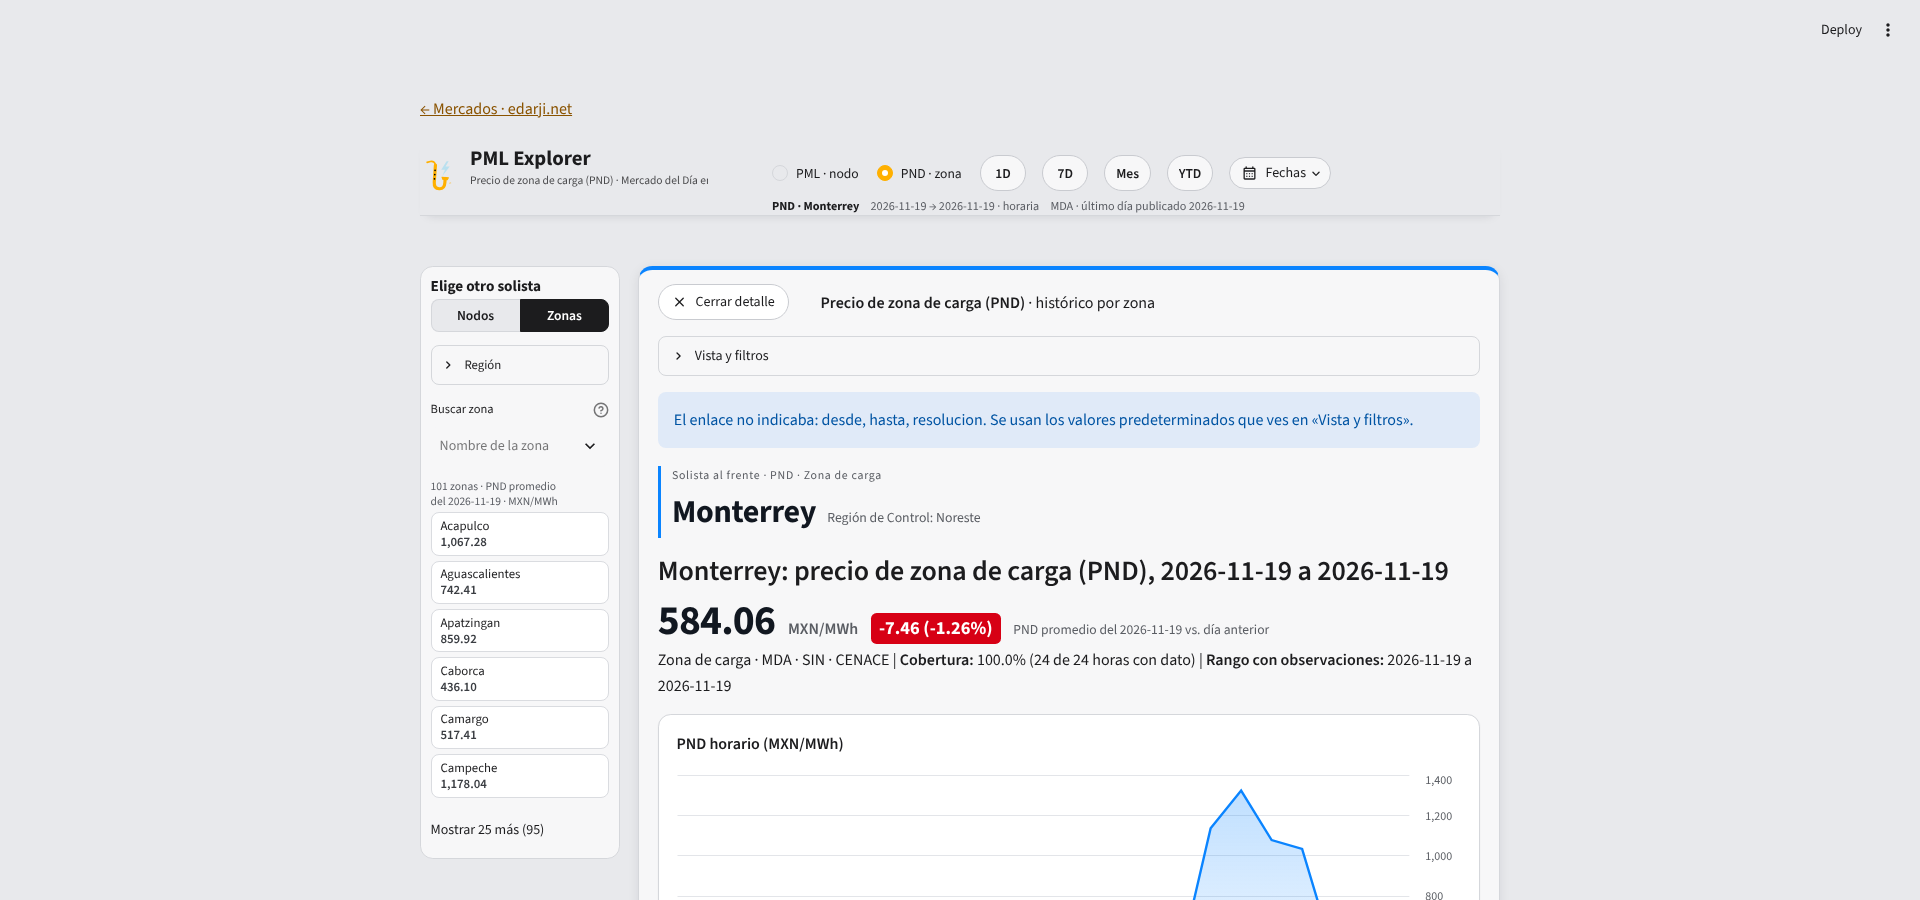 Deploy
← Mercados · edarji.net
PML Explorer
Precio de zona de carga (PND) · Mercado del Día
PML · nodo
PND · zona
1D
7D
Mes
YTD
Fechas
PND · Monterrey 2026-11-19 → 2026-11-19 · horaria MDA · último día publicado 2026-11-19
Elige otro solista
Nodos
Zonas
Región
Buscar zona
Nombre de la zona
101 zonas · PND promedio
del 2026-11-19 · MXN/MWh
Acapulco
1,067.28
Aguascalientes
742.41
Apatzingan
859.92
Caborca
436.10
Camargo
517.41
Campeche
1,178.04
Mostrar 25 más (95)
Cerrar detalle
Precio de zona de carga (PND) · histórico por zona
Vista y filtros
El enlace no indicaba: desde, hasta, resolucion. Se usan los valores predeterminados que ves en «Vista y filtros».
Solista al frente · PND · Zona de carga
Monterrey Región de Control: Noreste
Monterrey: precio de zona de carga (PND), 2026-11-19 a 2026-11-19
584.06 MXN/MWh -7.46 (-1.26%) PND promedio del 2026-11-19 vs. día anterior
Zona de carga · MDA · SIN · CENACE | Cobertura: 100.0% (24 de 24 horas con dato) | Rango con observaciones: 2026-11-19 a
2026-11-19
PND horario (MXN/MWh)
1,400
1,200
1,000
800